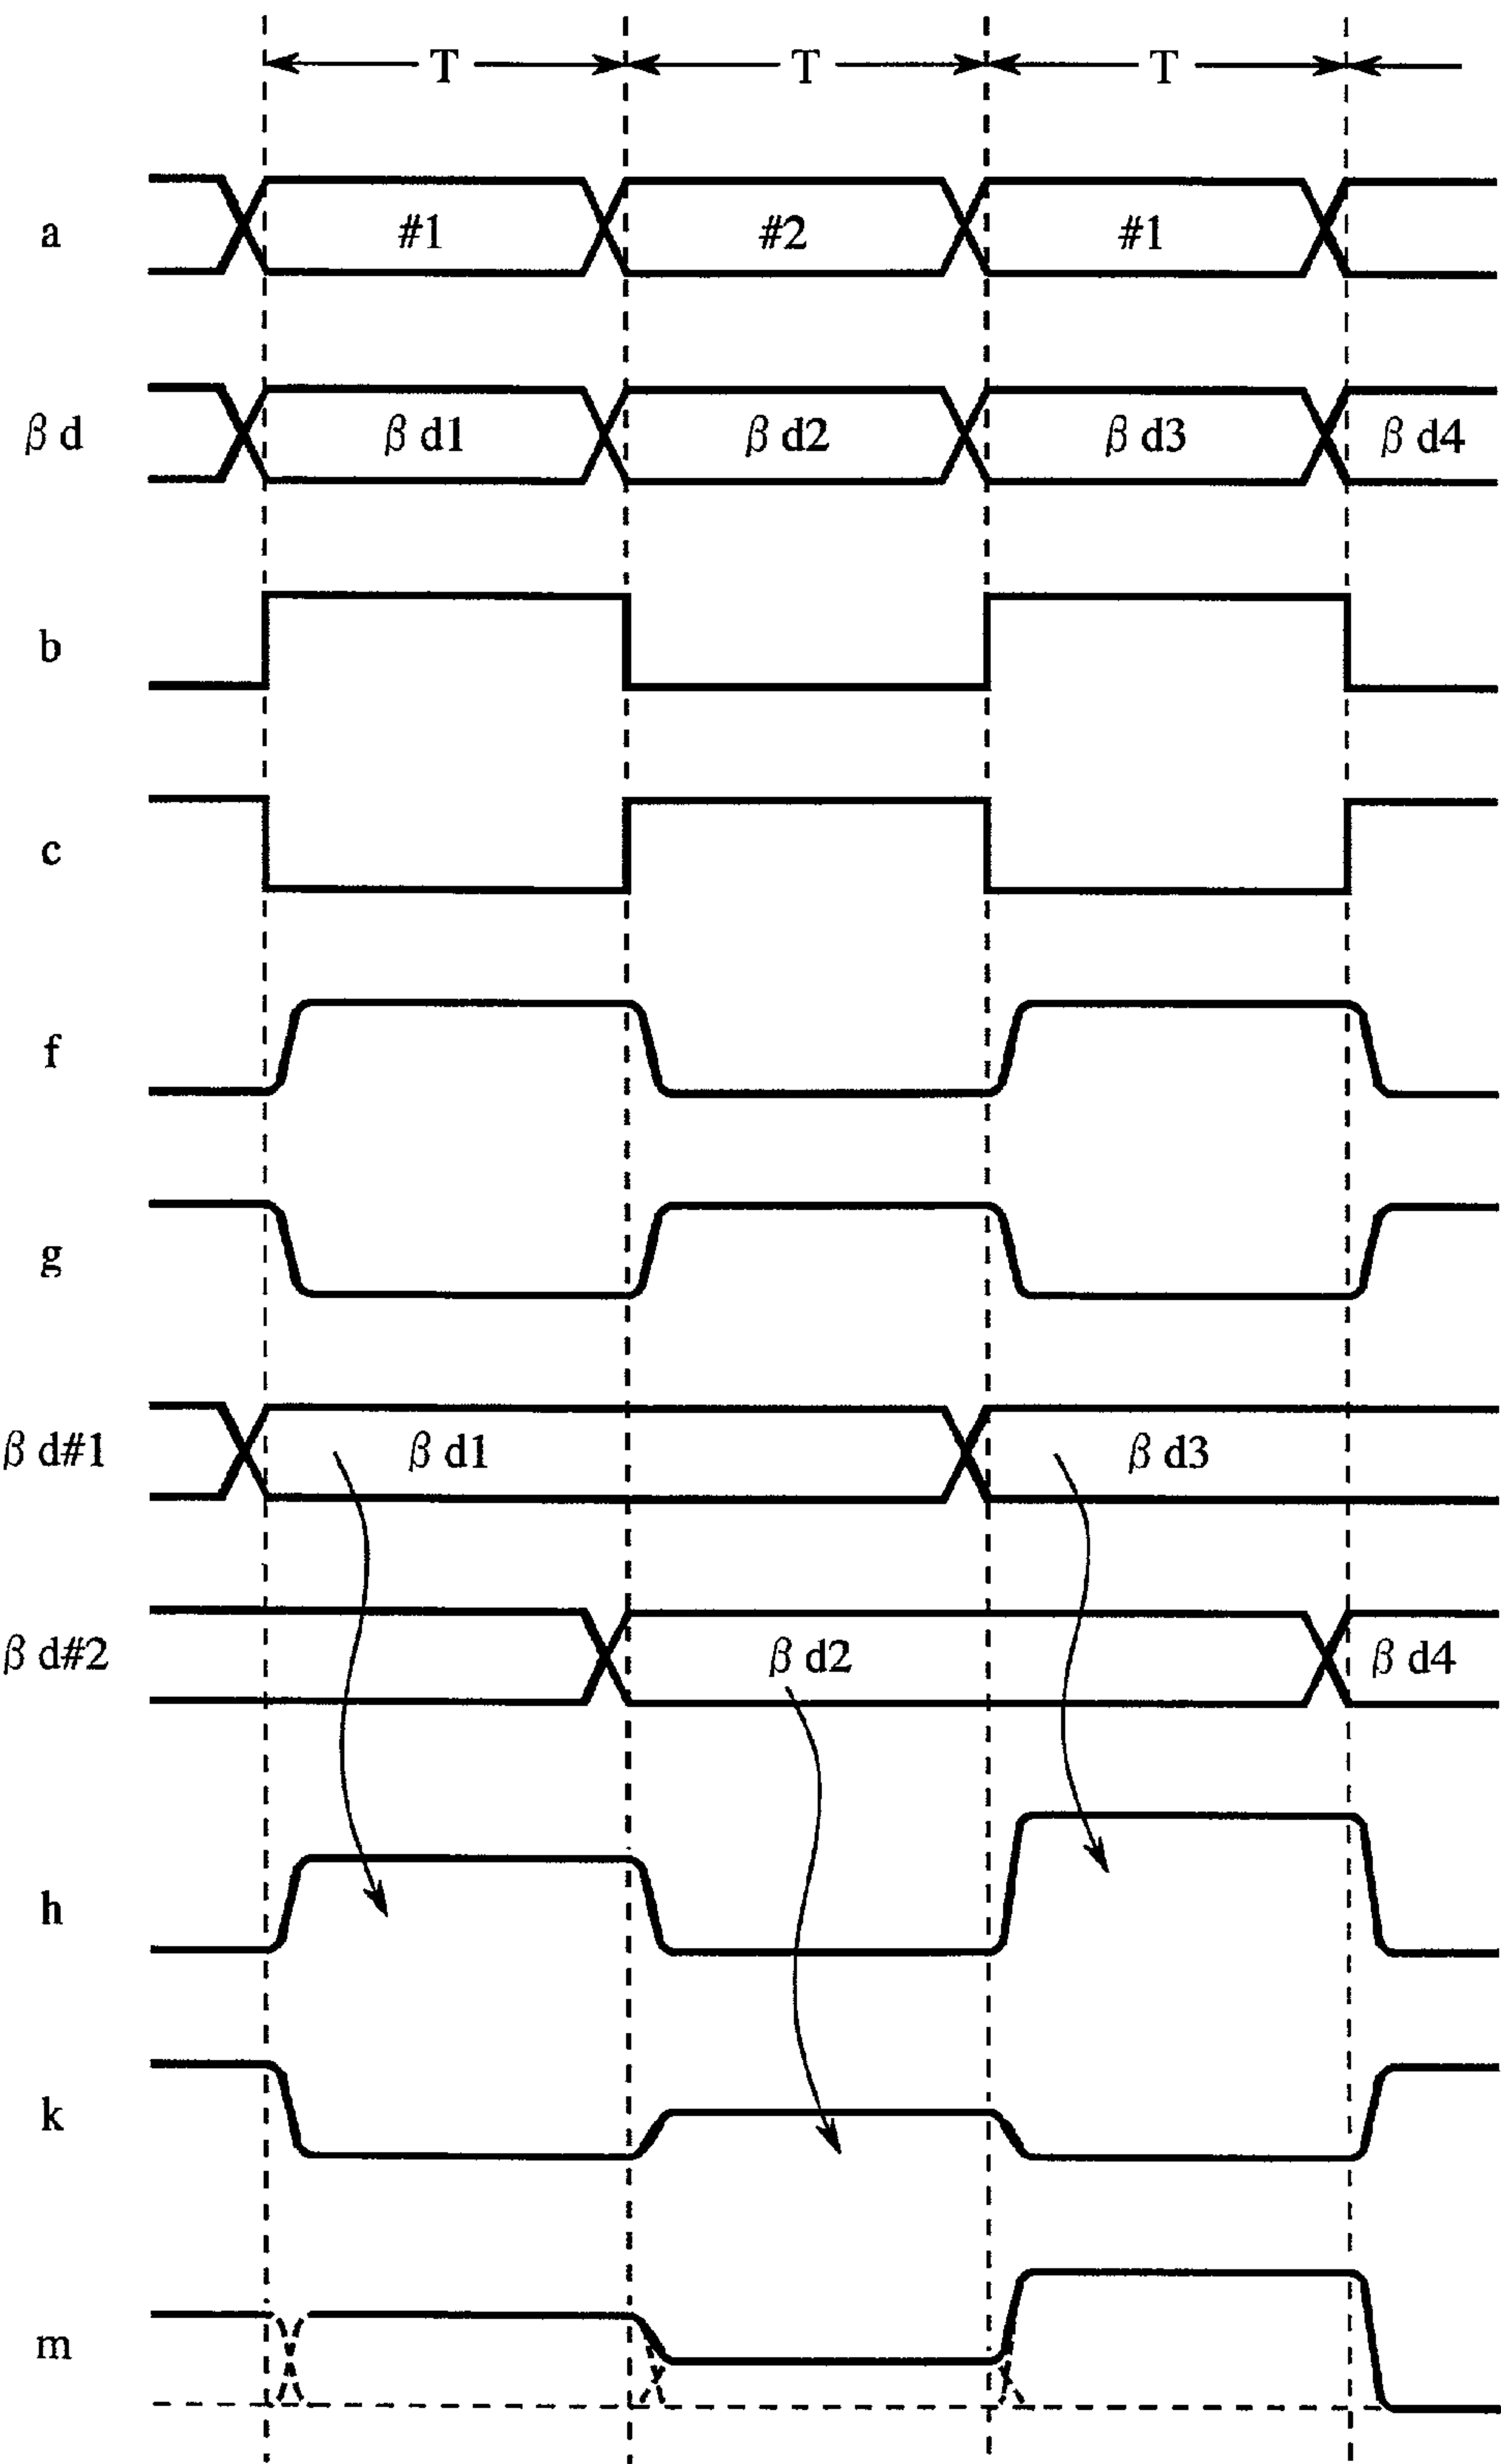 T T T
a #1 #2 #1
β d β d1 β d2 β d3 β d4
b
c
f
g
β d#1 β d1 β d3
β d#2 β d2 β d4
h
k
m